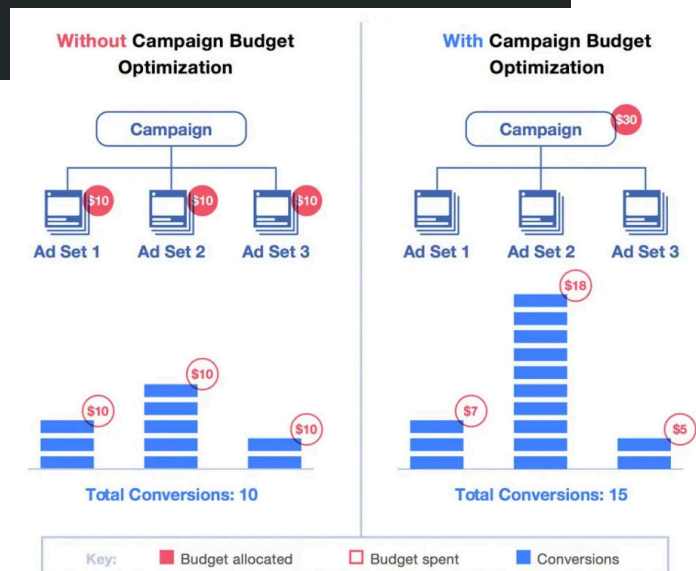 Without Campaign Budget
Optimization
Campaign
$10
$10
$10
Ad Set 1
Ad Set 2
Ad Set 3
$10
$10
$10
Total Conversions: 10
With Campaign Budget
Optimization
Campaign
$30
Ad Set 1
Ad Set 2
Ad Set 3
$18
$7
$5
Total Conversions: 15
Key:
Budget allocated
Budget spent
Conversions